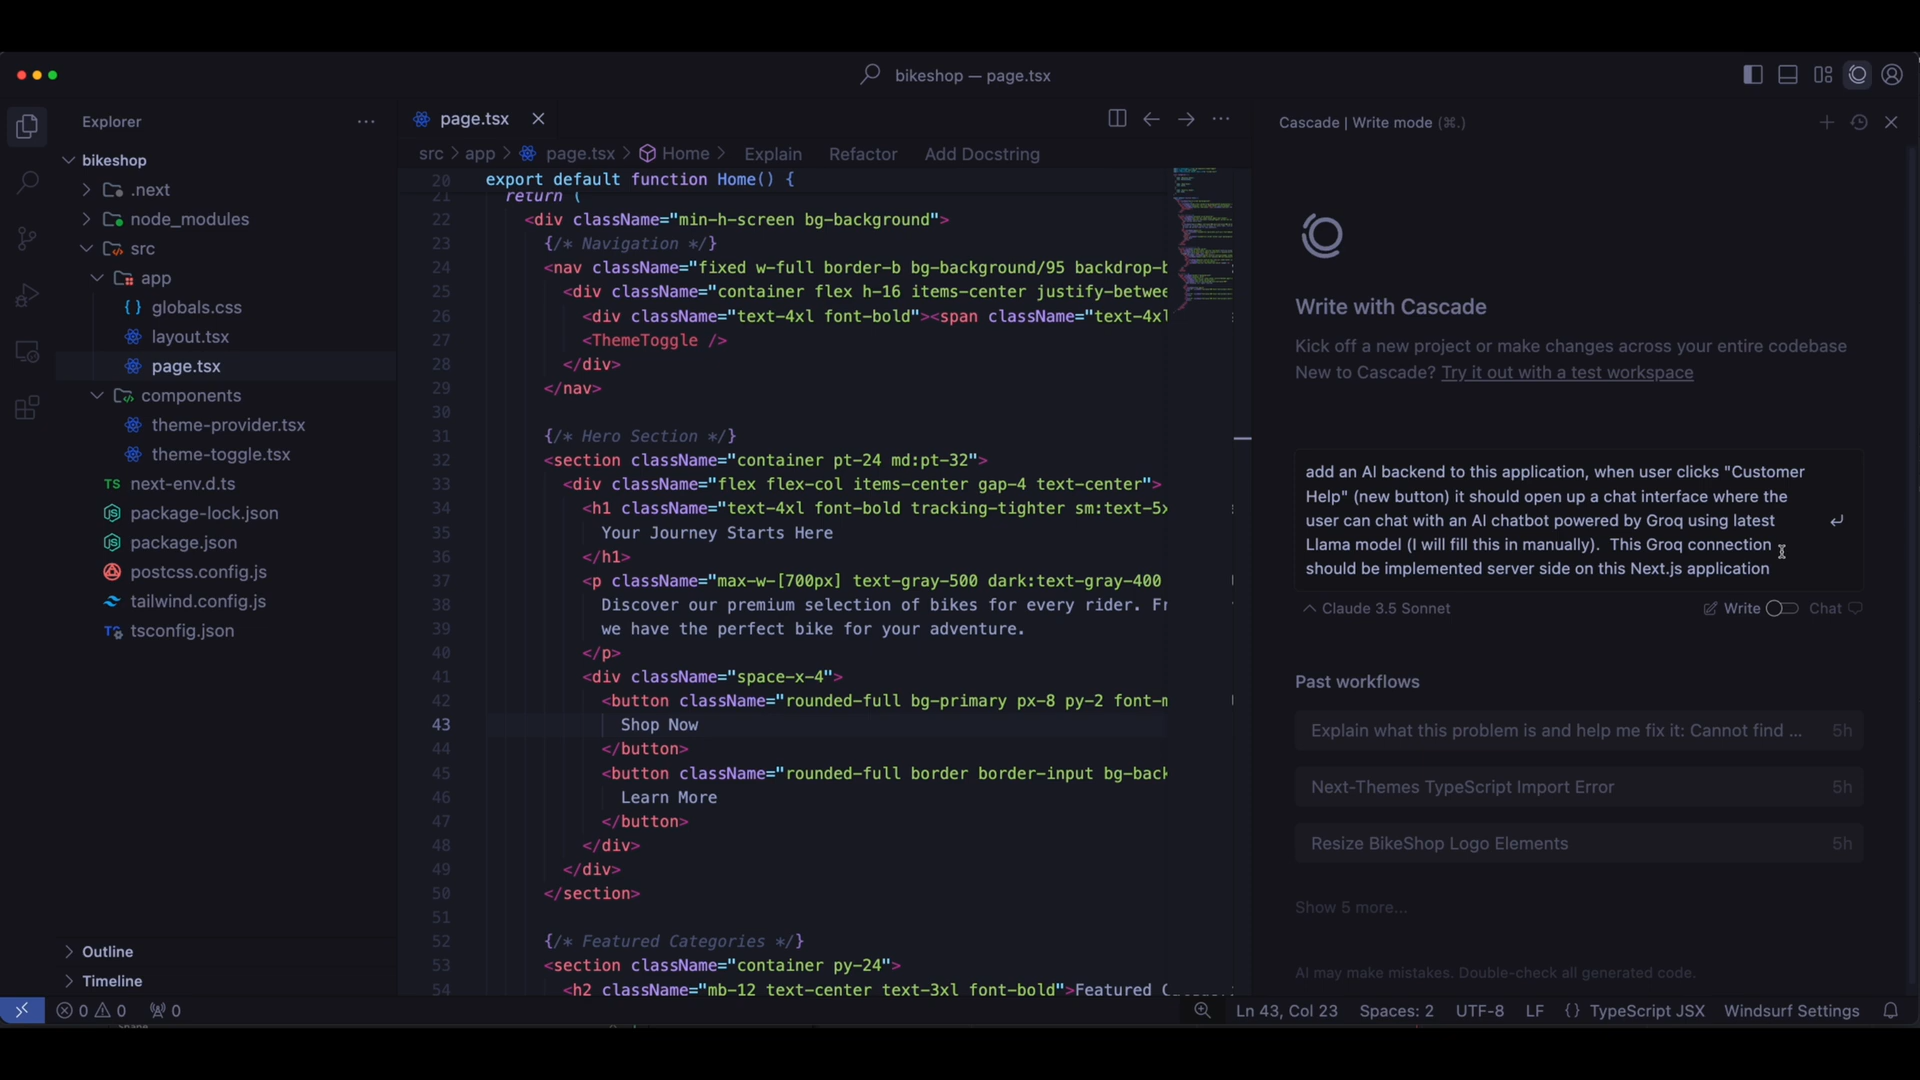 bikeshop — page.tsx
Explorer
bikeshop
.next
node_modules
src
app
globals.css
layout.tsx
page.tsx
components
theme-provider.tsx
theme-toggle.tsx
TS next-env.d.ts
package-lock.json
package.json
postcss.config.js
tailwind.config.js
tsconfig.json
Outline
Timeline
page.tsx
src > app > page.tsx > Home > Explain Refactor Add Docstring
20 export default function Home() {
21 return (
22 <div className="min-h-screen bg-background">
23 {/* Navigation */}
24 <nav className="fixed w-full border-b bg-background/95 backdrop-b
25 <div className="container flex h-16 items-center justify-betwee
26 <div className="text-4xl font-bold"><span className="text-4xl
27 <ThemeToggle />
28 </div>
29 </nav>
30
31 {/* Hero Section */}
32 <section className="container pt-24 md:pt-32">
33 <div className="flex flex-col items-center gap-4 text-center">
34 <h1 className="text-4xl font-bold tracking-tighter sm:text-5x
35 Your Journey Starts Here
36 </h1>
37 <p className="max-w-[700px] text-gray-500 dark:text-gray-400
38 Discover our premium selection of bikes for every rider. Fr
39 we have the perfect bike for your adventure.
40 </p>
41 <div className="space-x-4">
42 <button className="rounded-full bg-primary px-8 py-2 font-m
43 Shop Now
44 </button>
45 <button className="rounded-full border border-input bg-back
46 Learn More
47 </button>
48 </div>
49 </div>
50 </section>
51
52 {/* Featured Categories */}
53 <section className="container py-24">
54 <h2 className="mb-12 text-center text-3xl font-bold">Featured
Cascade | Write mode (⌘.)
Write with Cascade
Kick off a new project or make changes across your entire codebase
New to Cascade? Try it out with a test workspace
add an AI backend to this application, when user clicks "Customer
Help" (new button) it should open up a chat interface where the
user can chat with an AI chatbot powered by Groq using latest
Llama model (I will fill this in manually).  This Groq connection
should be implemented server side on this Next.js application
Claude 3.5 Sonnet
Write Chat
Past workflows
Explain what this problem is and help me fix it: Cannot find ... 5h
Next-Themes TypeScript Import Error 5h
Resize BikeShop Logo Elements 5h
Show 5 more...
AI may make mistakes. Double-check all generated code.
0 0 0
Ln 43, Col 23 Spaces: 2 UTF-8 LF {} TypeScript JSX Windsurf Settings